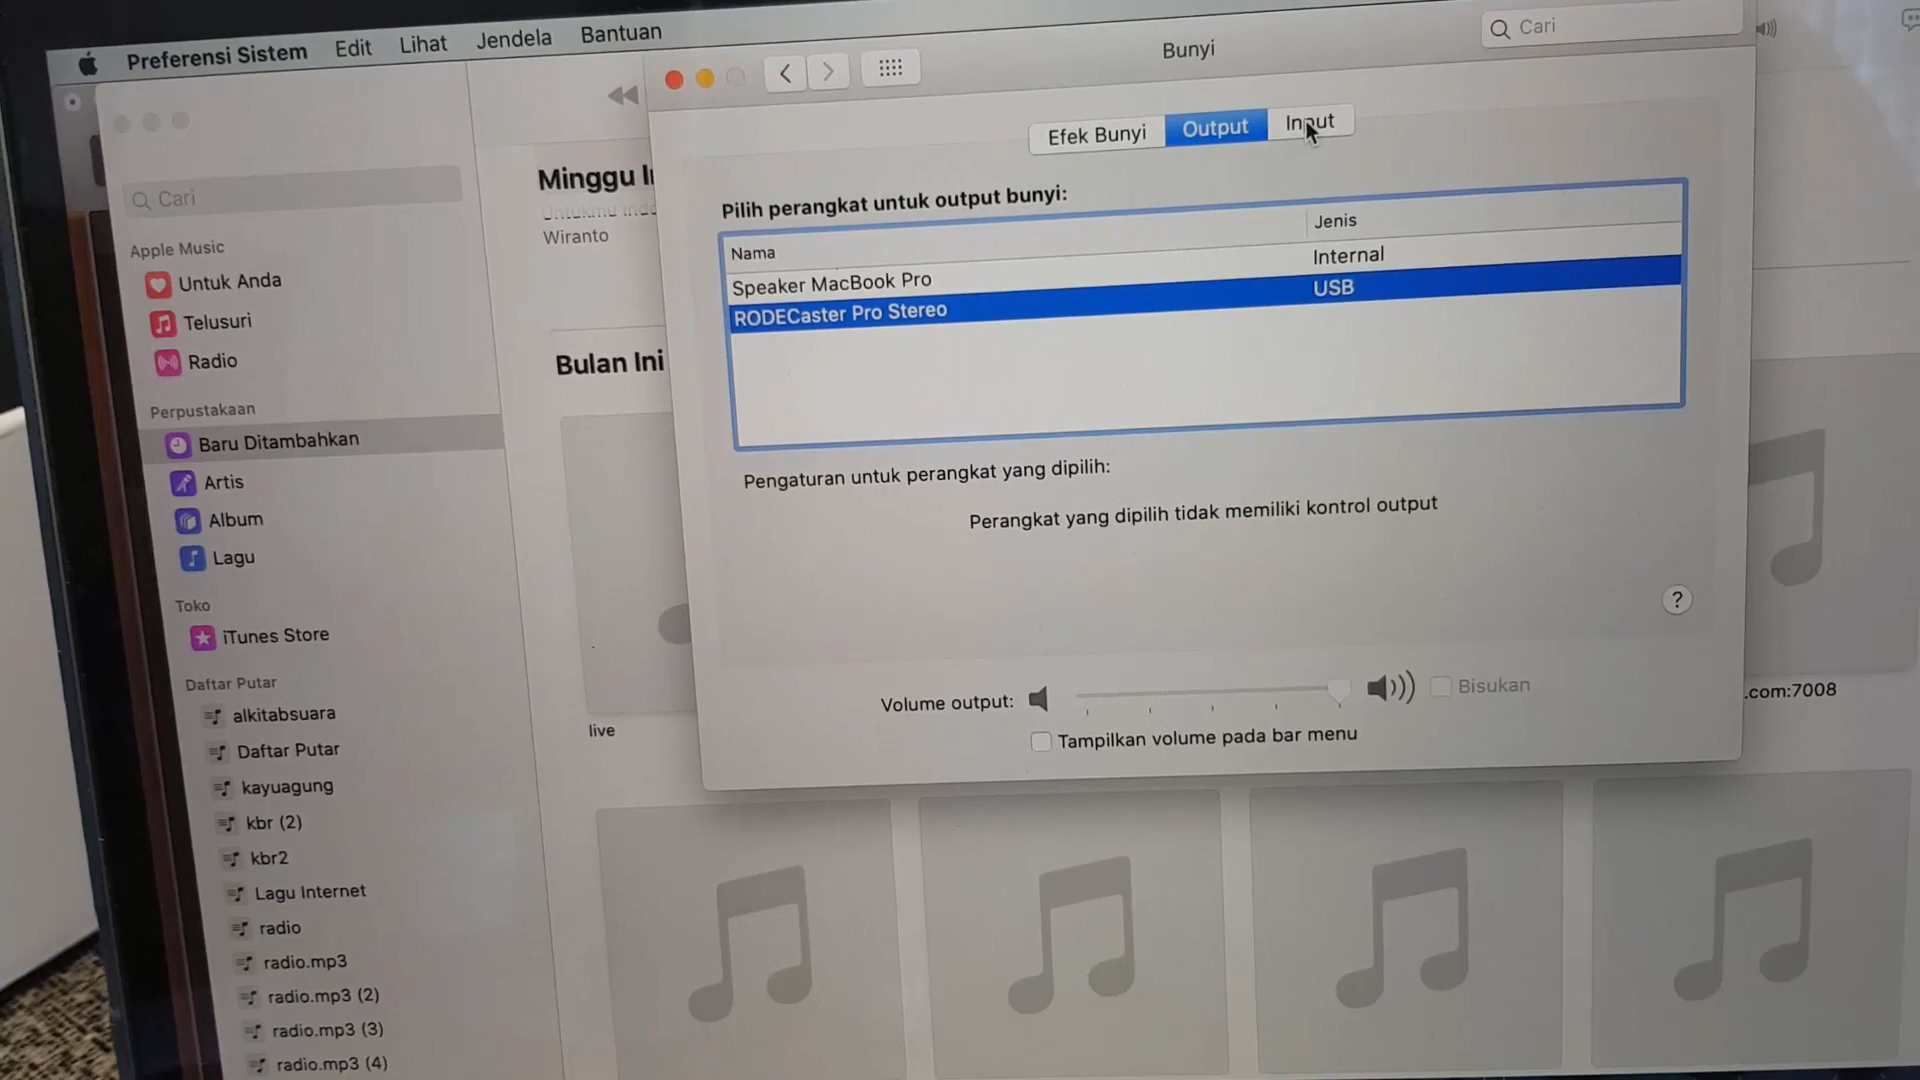 Preferensi Sistem Edit Lihat Jendela Bantuan
Cari
Apple Music
Untuk Anda
Telusuri
Radio
Perpustakaan
Baru Ditambahkan
Artis
Album
Lagu
Toko
iTunes Store
Daftar Putar
alkitabsuara
Daftar Putar
kayuagung
kbr (2)
kbr2
Lagu Internet
radio
radio.mp3
radio.mp3 (2)
radio.mp3 (3)
radio.mp3 (4)
Minggu
Wiranto
Bulan Ini
live
.com:7008
Bunyi
Cari
Efek Bunyi Output Input
Pilih perangkat untuk output bunyi:
Nama Jenis
Speaker MacBook Pro Internal
RODECaster Pro Stereo USB
Pengaturan untuk perangkat yang dipilih:
Perangkat yang dipilih tidak memiliki kontrol output
?
Volume output: Bisukan
Tampilkan volume pada bar menu